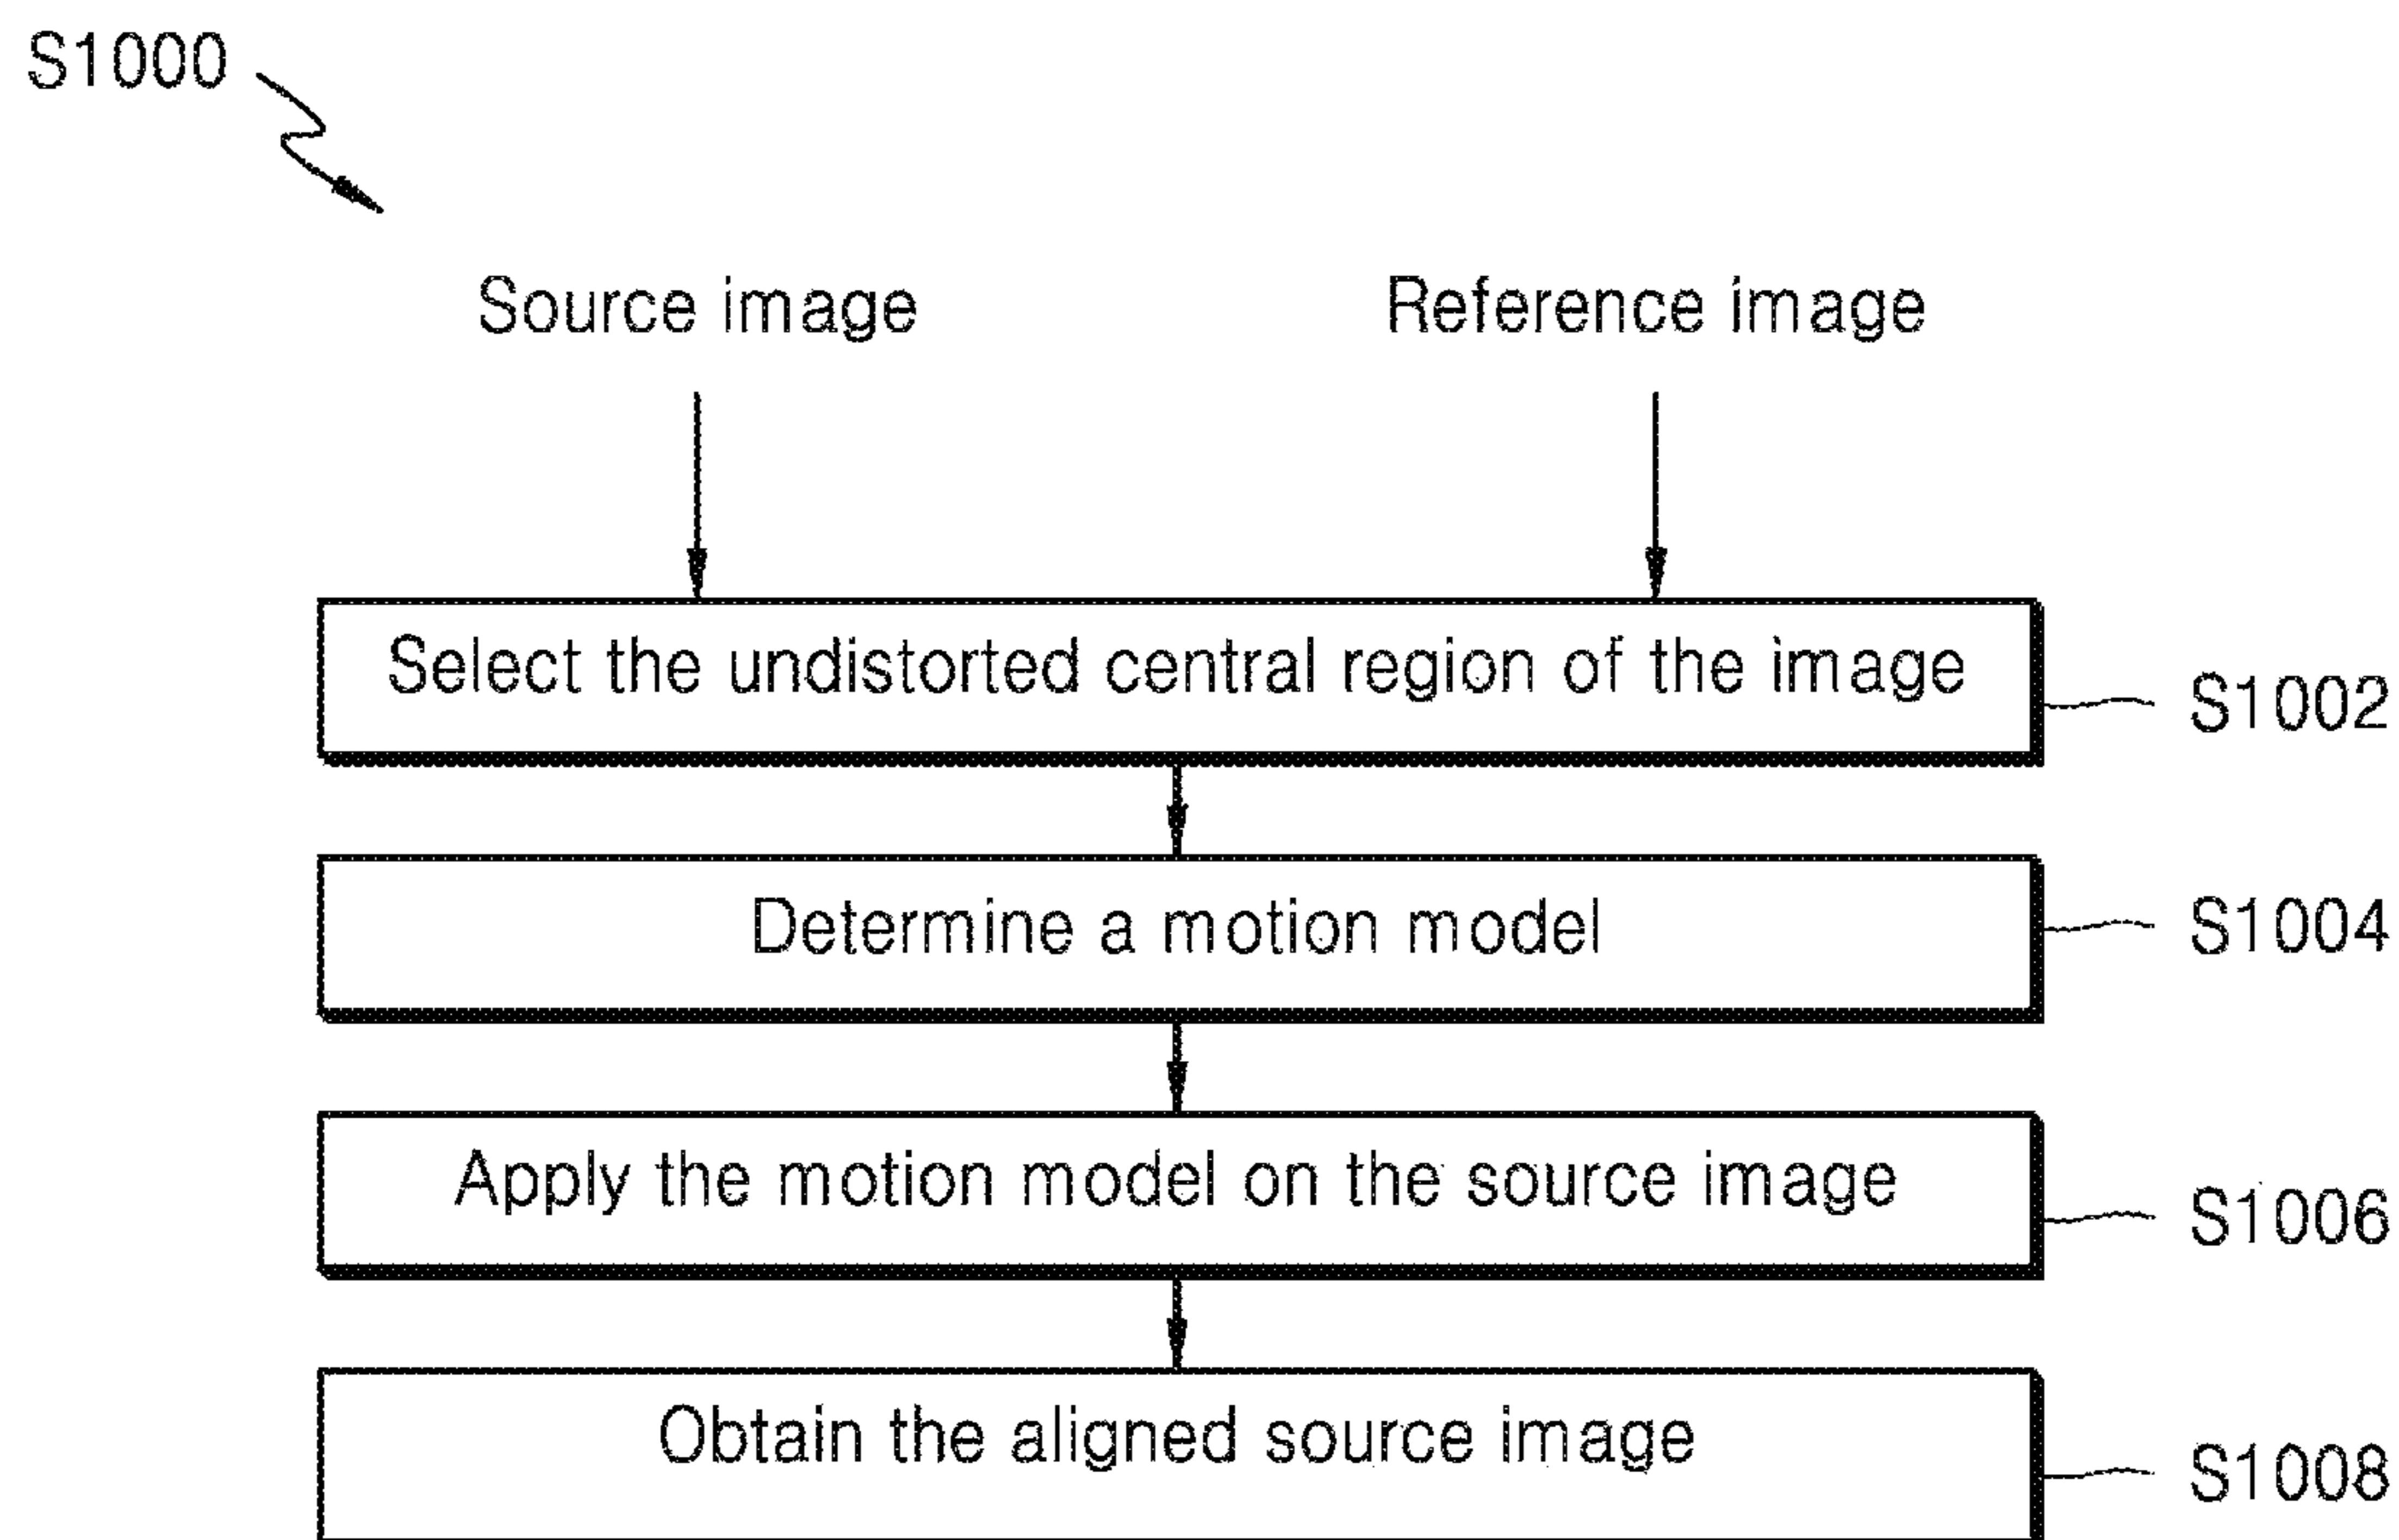 S1000
Source image
Reference image
Select the undistorted central region of the image
S1002
Determine a motion model
S1004
Apply the motion model on the source image
S1006
Obtain the aligned source image
S1008